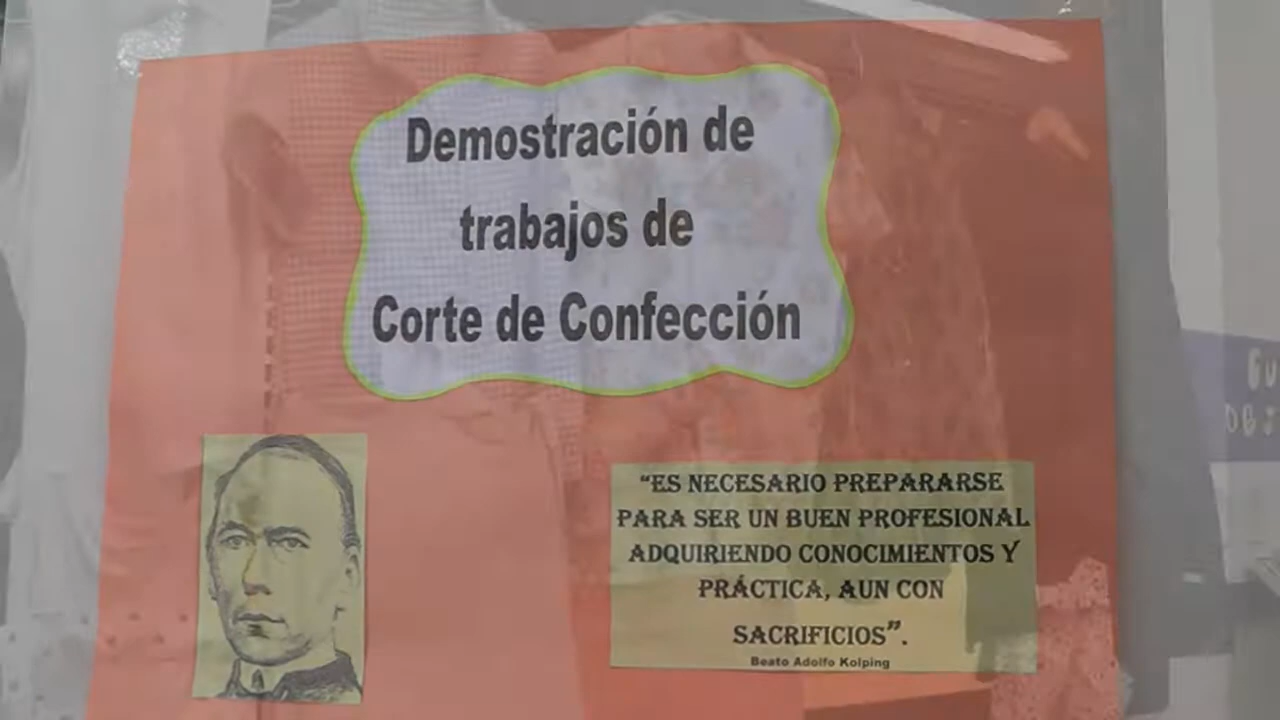 Demostración de
trabajos de
Corte de Confección
“ES NECESARIO PREPARARSE
PARA SER UN BUEN PROFESIONAL
ADQUIRIENDO CONOCIMIENTOS Y
PRÁCTICA, AUN CON
SACRIFICIOS”.
Beato Adolfo Kolping